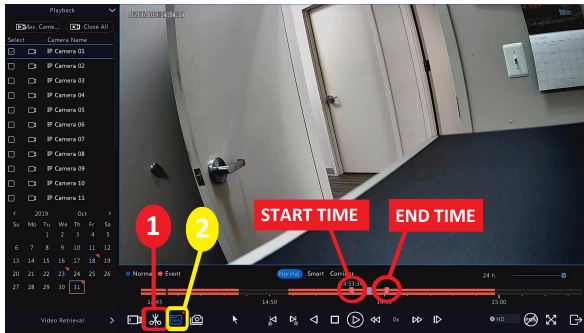 Playback
Max. Came...
Close All
Select
Camera Name
IP Camera 01
IP Camera 02
IP Camera 03
IP Camera 04
IP Camera 05
IP Camera 06
IP Camera 07
IP Camera 08
IP Camera 09
IP Camera 10
IP Camera 11
< 2019 Oct >
Su Mo Tu We Th Fr Sa
1 2 3 4 5
6 7 8 9 10 11 12
13 14 15 16 17 18 19
20 21 22 23 24 25 26
27 28 29 30 31
Video Retrieval >
1
2
START TIME
END TIME
Normal
Event
Normal Smart Corridor
24 h
14:45
14:50
15:00
0x
HD